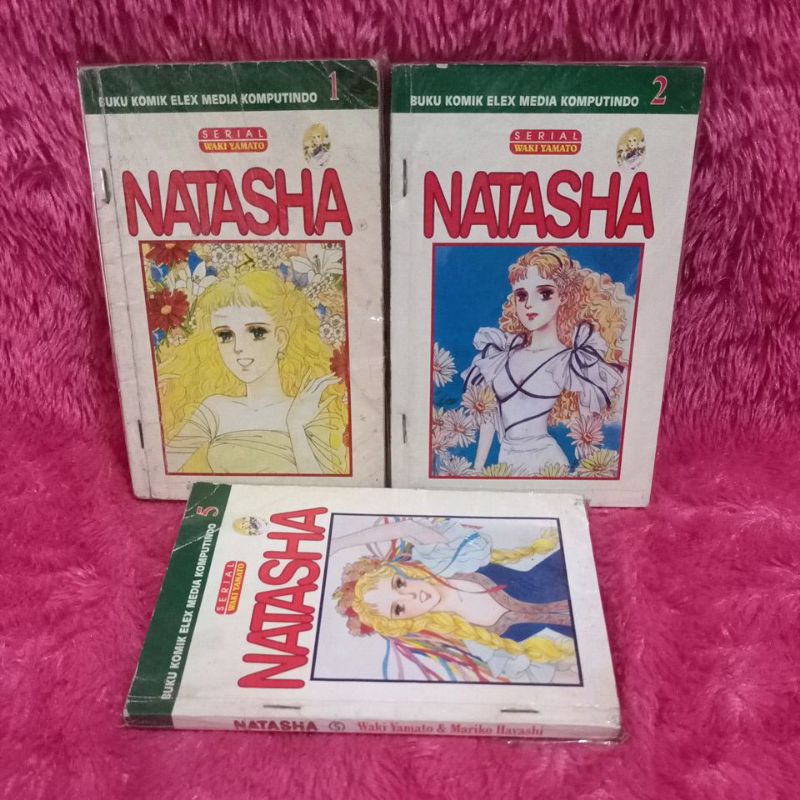 BUKU KOMIK ELEX MEDIA KOMPUTINDO 1
SERIAL
WAKI YAMATO
NATASHA
BUKU KOMIK ELEX MEDIA KOMPUTINDO 2
SERIAL
WAKI YAMATO
NATASHA
BUKU KOMIK ELEX MEDIA KOMPUTINDO 5
SERIAL
WAKI YAMATO
NATASHA
NATASHA 5 Waki Yamato & Mariko Hayashi